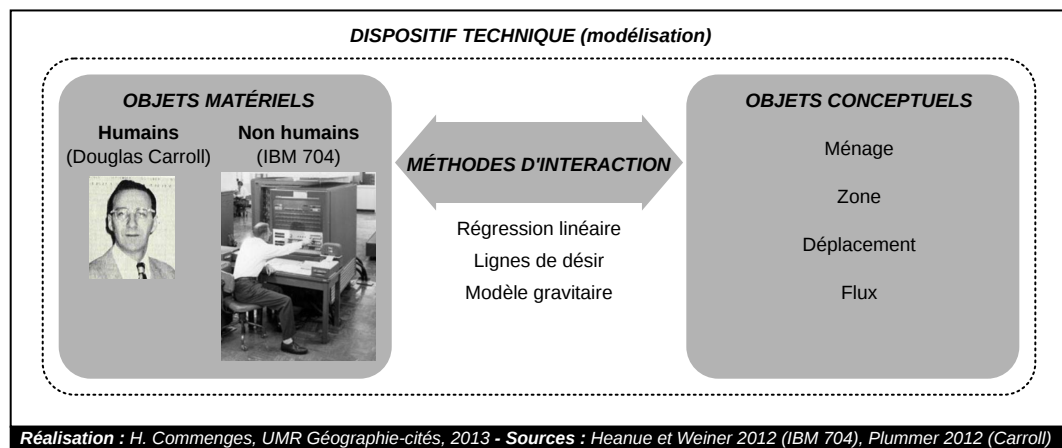 DISPOSITIF TECHNIQUE (modélisation)
OBJETS MATÉRIELS
Humains
(Douglas Carroll)
Non humains
(IBM 704)
MÉTHODES D'INTERACTION
Régression linéaire
Lignes de désir
Modèle gravitaire
OBJETS CONCEPTUELS
Ménage
Zone
Déplacement
Flux
Réalisation : H. Commenges, UMR Géographie-cités, 2013 - Sources : Heanue et Weiner 2012 (IBM 704), Plummer 2012 (Carroll)